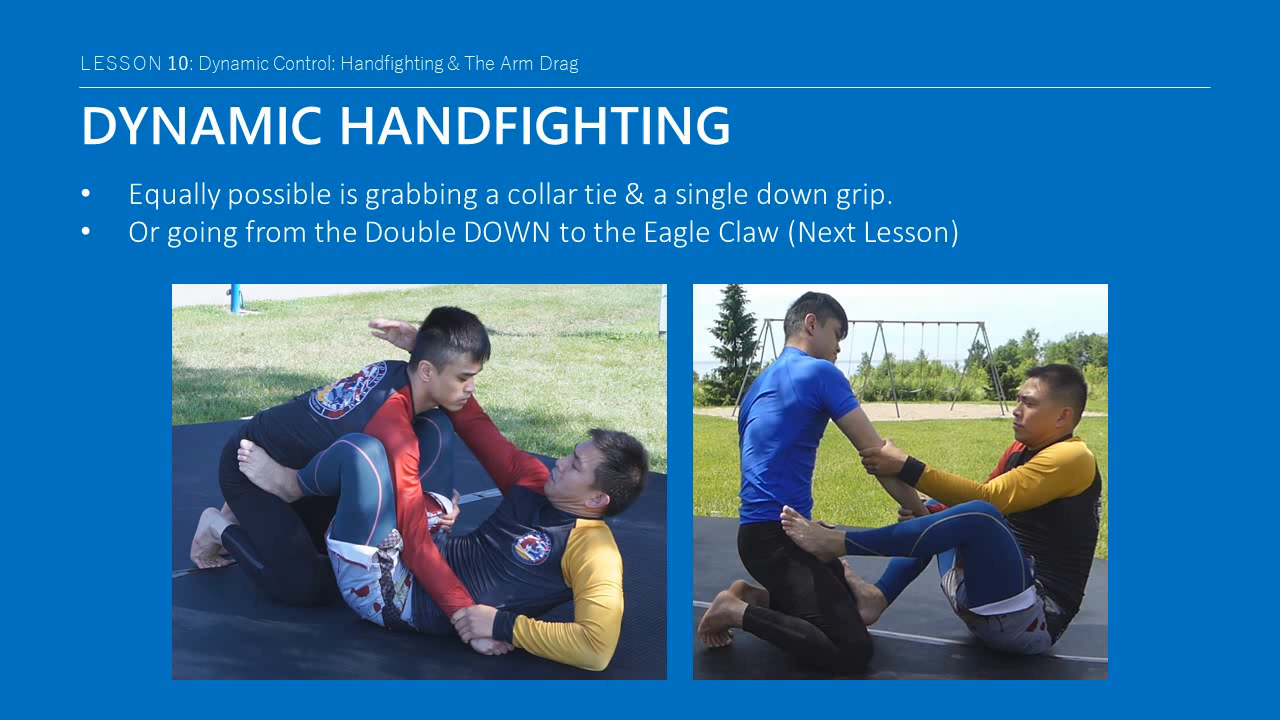 LESSON 10: Dynamic Control: Handfighting & The Arm Drag
DYNAMIC HANDFIGHTING
• Equally possible is grabbing a collar tie & a single down grip.
• Or going from the Double DOWN to the Eagle Claw (Next Lesson)